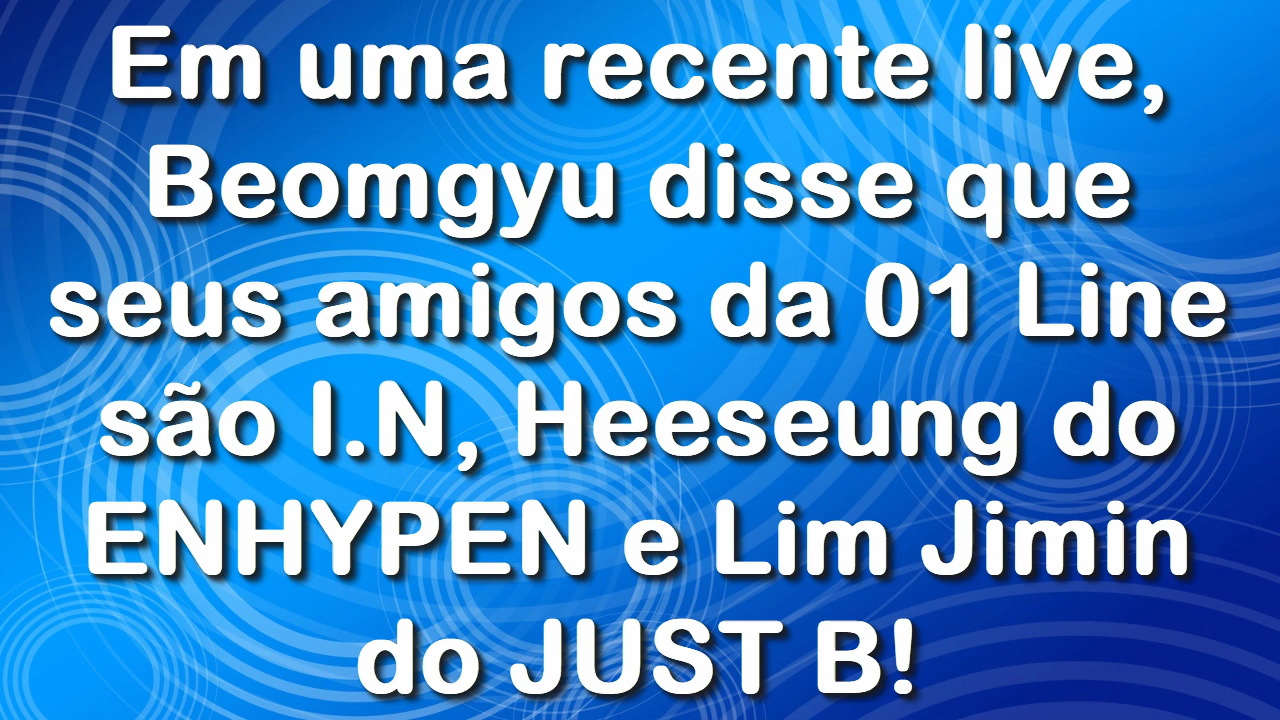 Em uma recente live,
Beomgyu disse que
seus amigos da 01 Line
são I.N, Heeseung do
ENHYPEN e Lim Jimin
do JUST B!